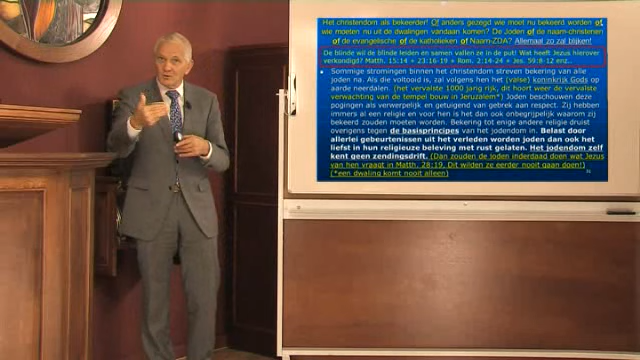 Het christendom als bekeerder! Of anders gezegd wie moet nu bekeerd worden of
wie moeten nu uit de dwalingen vandaan komen? De Joden of de naam-christenen
of de evangelische of de katholieken of Naam-ZDA? Allemaal zo zal blijken!
De blinde wil de blinde leiden en samen vallen ze in de put! Wat heeft Jezus hierover
verkondigd? Matth. 15:14 + 23:16-19 + Rom. 2:14-24 + Jes. 59:8-12 enz..
• Sommige stromingen binnen het christendom streven bekering van alle
joden na. Als die voltooid is, zal volgens hen het (valse) koninkrijk Gods op
aarde neerdalen. (het vervalste 1000 jarig rijk, dit hoort weer de vervalste
verwachting van de tempel bouw in Jeruzalem*) Joden beschouwen deze
pogingen als verwerpelijk en getuigend van gebrek aan respect. Zij hebben
immers al een religie en voor hen is het dan ook onbegrijpelijk waarom zij
bekeerd zouden moeten worden. Bekering tot enige andere religie druist
overigens tegen de basisprincipes van het jodendom in. Belast door
allerlei gebeurtenissen uit het verleden worden joden dan ook het
liefst in hun religieuze beleving met rust gelaten. Het jodendom zelf
kent geen zendingsdrift. (Dan zouden de joden inderdaad doen wat Jezus
van hen vraagt in Matth. 28:19, Dit wilden ze eerder nooit gaan doen!)
(*een dwaling komt nooit alleen)